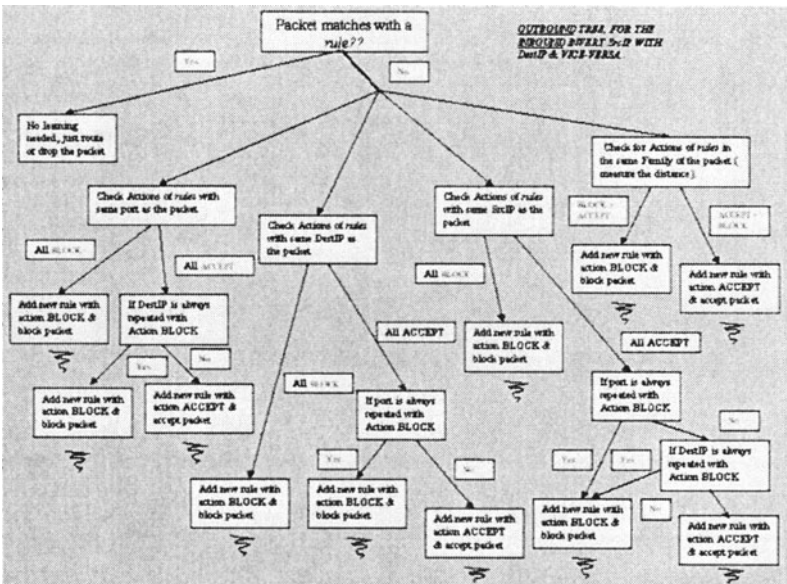 Packet matches with a
rule??
OUTBOUND TREE, FOR THE
INBOUND INVERT SrcIP WITH
DestIP & VICE-VERSA
Yes
No
No learning
needed, just route
or drop the packet
Check for Actions of rules in
the same Family of the packet (
measure the distance).
Check Actions of rules with
same port as the packet
Check Actions of rules
with same DestIP as
the packet
Check Actions of rules
with same SrcIP as the
packet
BLOCK >
ACCEPT
ACCEPT >
BLOCK
All BLOCK
All ACCEPT
All BLOCK
Add new rule with
action BLOCK &
block packet
Add new rule with
action ACCEPT &
accept packet
Add new rule with
action BLOCK &
block packet
If DestIP is always
repeated with
Action BLOCK
Add new rule with
action BLOCK &
block packet
All ACCEPT
All ACCEPT
Yes
No
All BLOCK
Add new rule with
action BLOCK &
block packet
Add new rule with
action ACCEPT &
accept packet
If port is always
repeated with
Action BLOCK
If port is always
repeated with
Action BLOCK
No
Yes
No
Yes
Yes
If DestIP is always
repeated with
Action BLOCK
Add new rule with
action BLOCK &
block packet
Add new rule with
action BLOCK &
block packet
Add new rule with
action ACCEPT
& accept packet
Add new rule with
action BLOCK &
block packet
No
Add new rule with
action ACCEPT
& accept packet